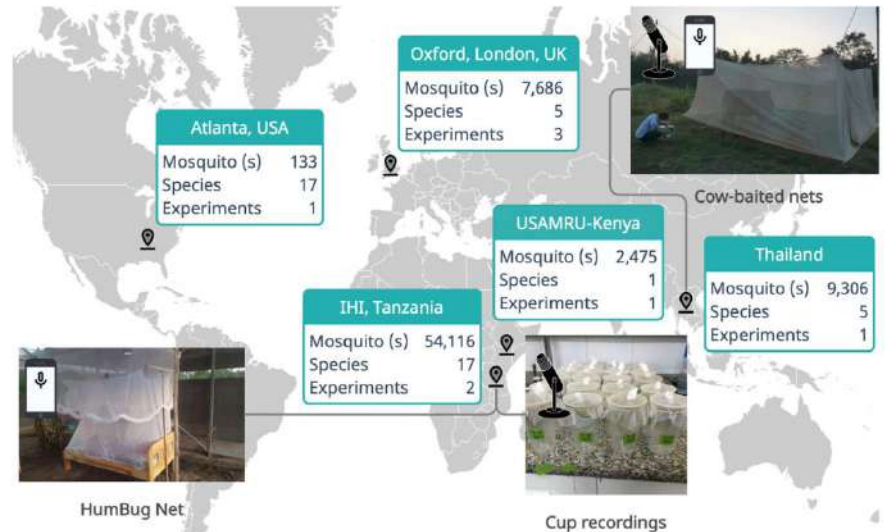 Oxford, London, UK
Mosquito (s) 7,686
Species 5
Experiments 3
Atlanta, USA
Mosquito (s) 133
Species 17
Experiments 1
Cow-baited nets
USAMRU-Kenya
Mosquito (s) 2,475
Species 1
Experiments 1
Thailand
Mosquito (s) 9,306
Species 5
Experiments 1
IHI, Tanzania
Mosquito (s) 54,116
Species 17
Experiments 2
HumBug Net
Cup recordings